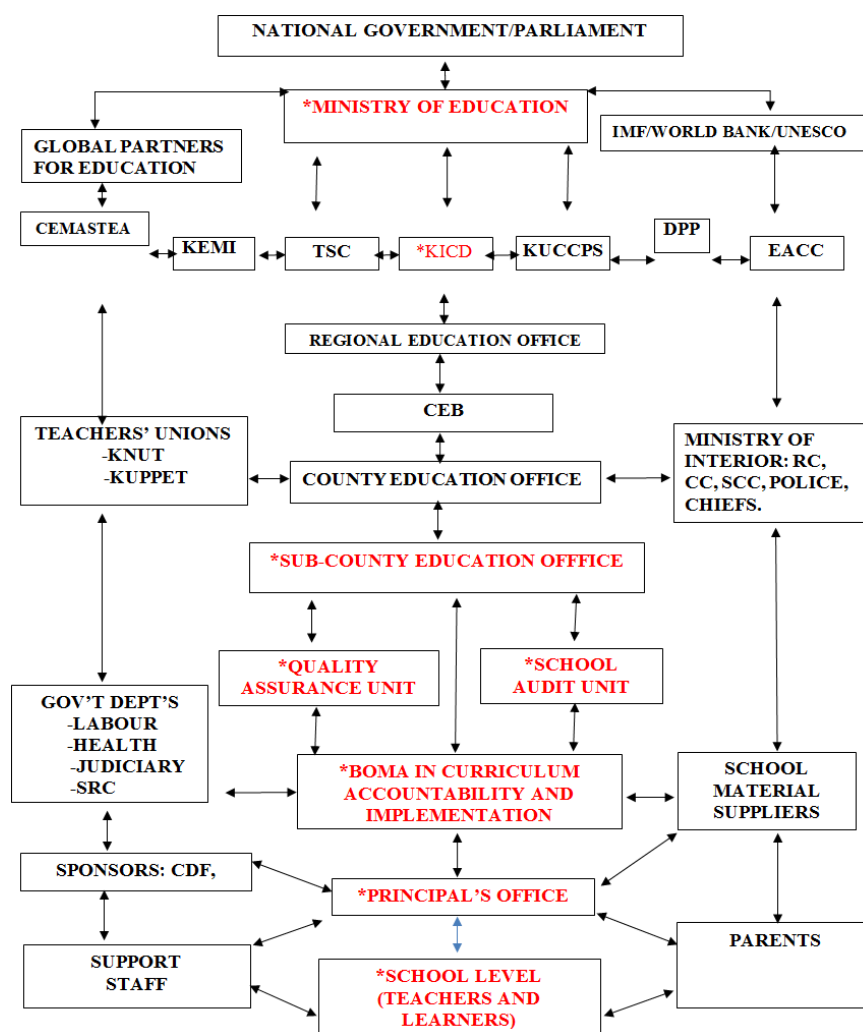 NATIONAL GOVERNMENT/PARLIAMENT
*MINISTRY OF EDUCATION
GLOBAL PARTNERS
FOR EDUCATION
IMF/WORLD BANK/UNESCO
CEMASTEA
KEMI
TSC
*KICD
KUCCPS
DPP
EACC
REGIONAL EDUCATION OFFICE
CEB
TEACHERS' UNIONS
-KNUT
-KUPPET
COUNTY EDUCATION OFFICE
MINISTRY OF
INTERIOR: RC,
CC, SCC, POLICE,
CHIEFS.
*SUB-COUNTY EDUCATION OFFFICE
*QUALITY
ASSURANCE UNIT
*SCHOOL
AUDIT UNIT
GOV'T DEPT'S
-LABOUR
-HEALTH
-JUDICIARY
-SRC
*BOMA IN CURRICULUM
ACCOUNTABILITY AND
IMPLEMENTATION
SCHOOL
MATERIAL
SUPPLIERS
SPONSORS: CDF,
*PRINCIPAL'S OFFICE
SUPPORT
STAFF
PARENTS
*SCHOOL LEVEL
(TEACHERS AND
LEARNERS)